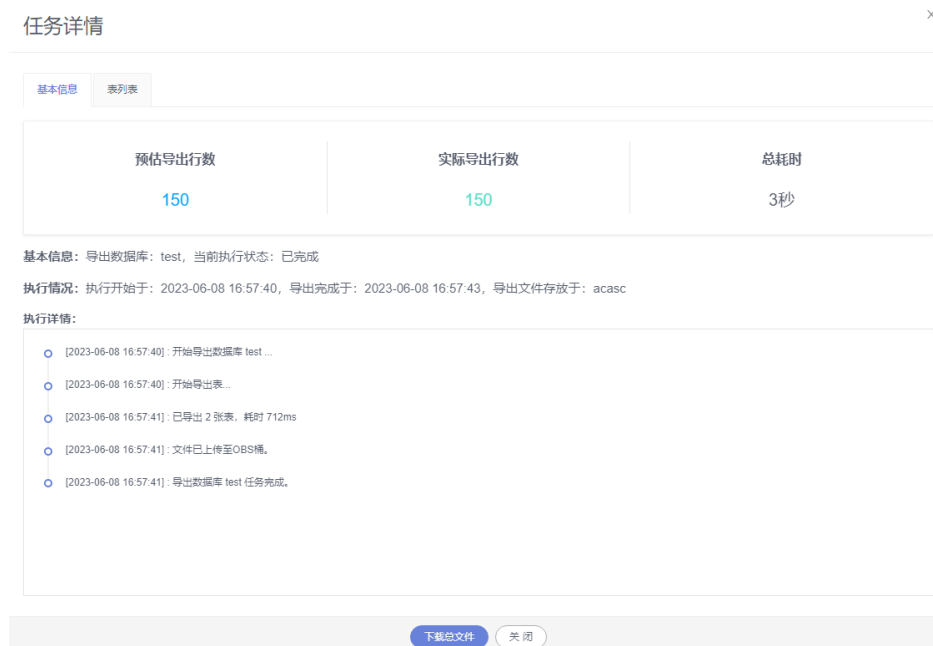 任务详情
×
基本信息 表列表
预估导出行数 实际导出行数 总耗时
150 150 3秒
基本信息：导出数据库：test，当前执行状态：已完成
执行情况：执行开始于：2023-06-08 16:57:40，导出完成于：2023-06-08 16:57:43，导出文件存放于：acasc
执行详情：
[2023-06-08 16:57:40] : 开始导出数据库 test ...
[2023-06-08 16:57:40] : 开始导出表...
[2023-06-08 16:57:41] : 已导出 2 张表，耗时 712ms
[2023-06-08 16:57:41] : 文件已上传至OBS桶。
[2023-06-08 16:57:41] : 导出数据库 test 任务完成。
下载总文件 关 闭